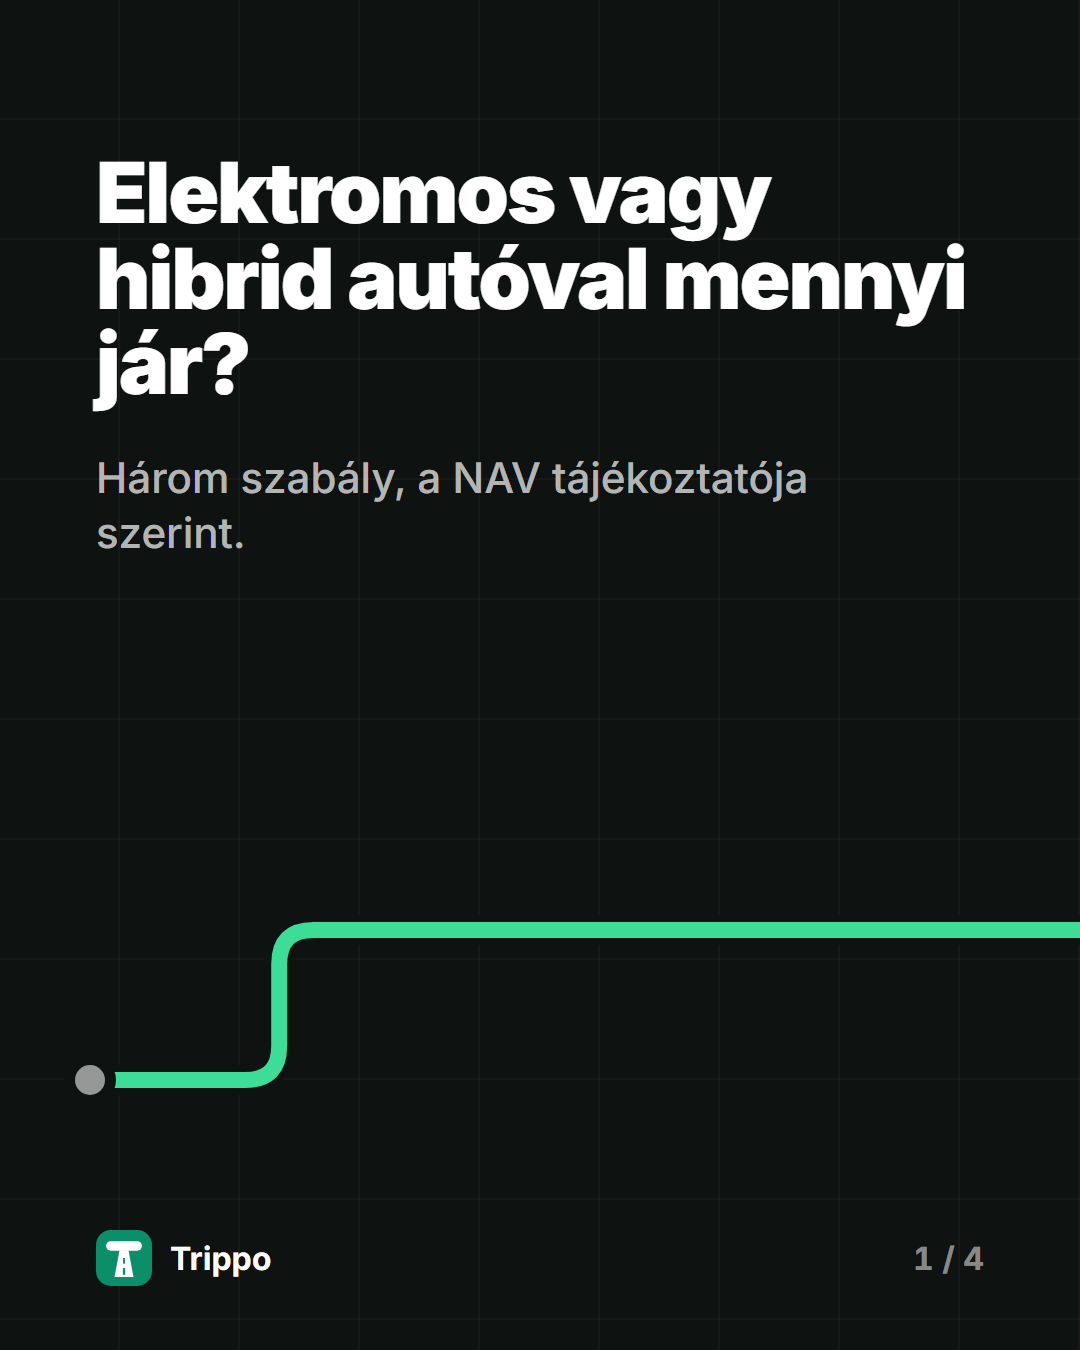 Elektromos vagy
hibrid autóval mennyi
jár?
Három szabály, a NAV tájékoztatója
szerint.
Trippo
1 / 4